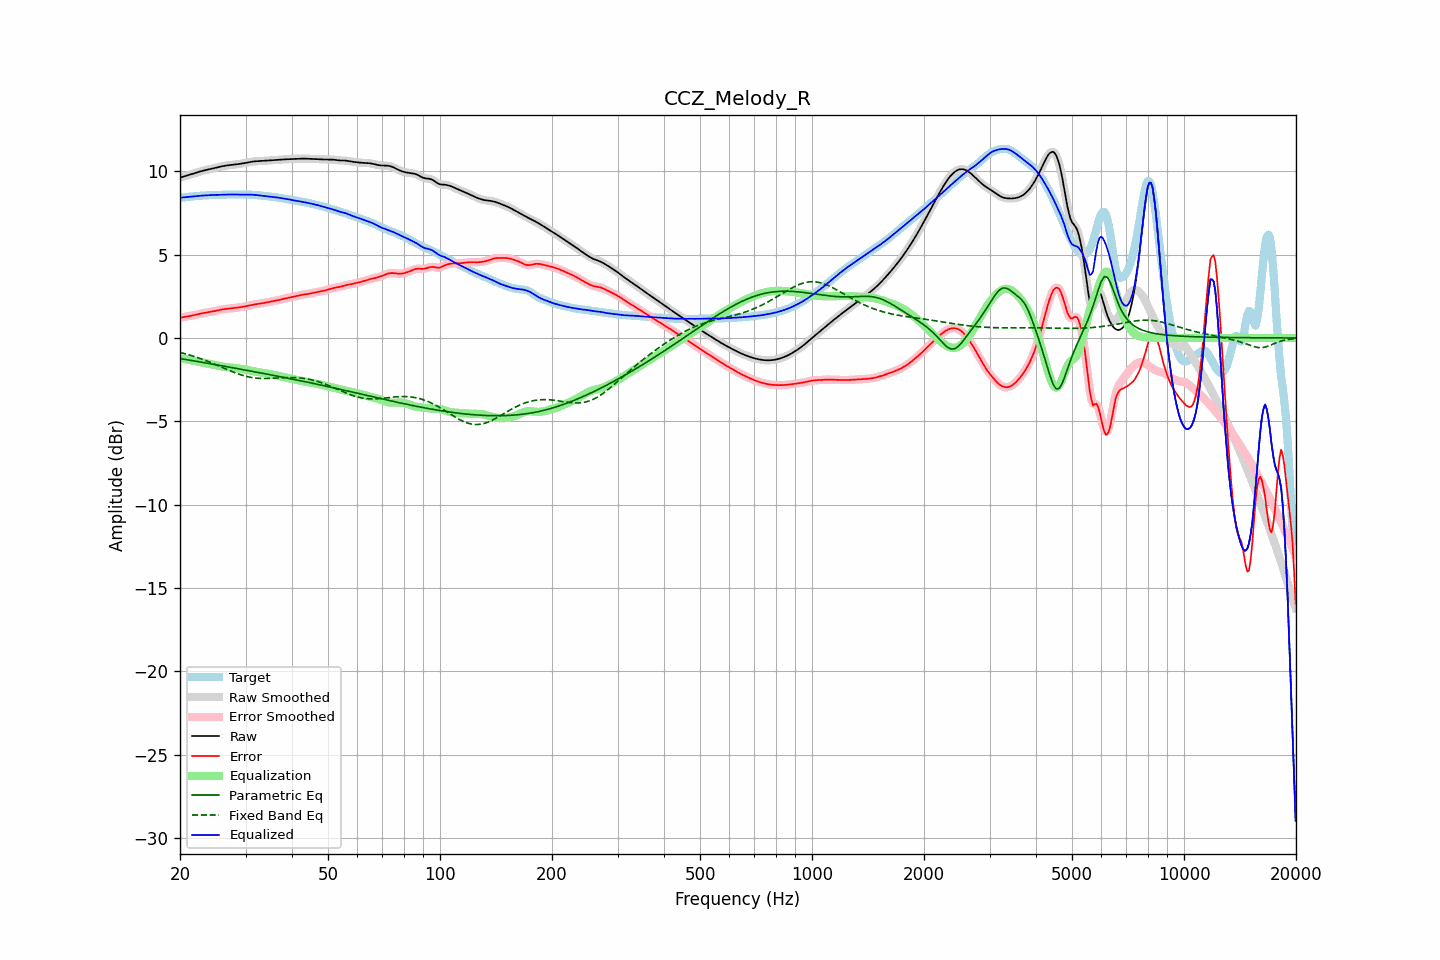 CCZ_Melody_R
Amplitude (dBr)
10
5
0
−5
−10
−15
−20
−25
−30
Target
Raw Smoothed
Error Smoothed
Raw
Error
Equalization
Parametric Eq
Fixed Band Eq
Equalized
20 50 100 200 500 1000 2000 5000 10000 20000
Frequency (Hz)